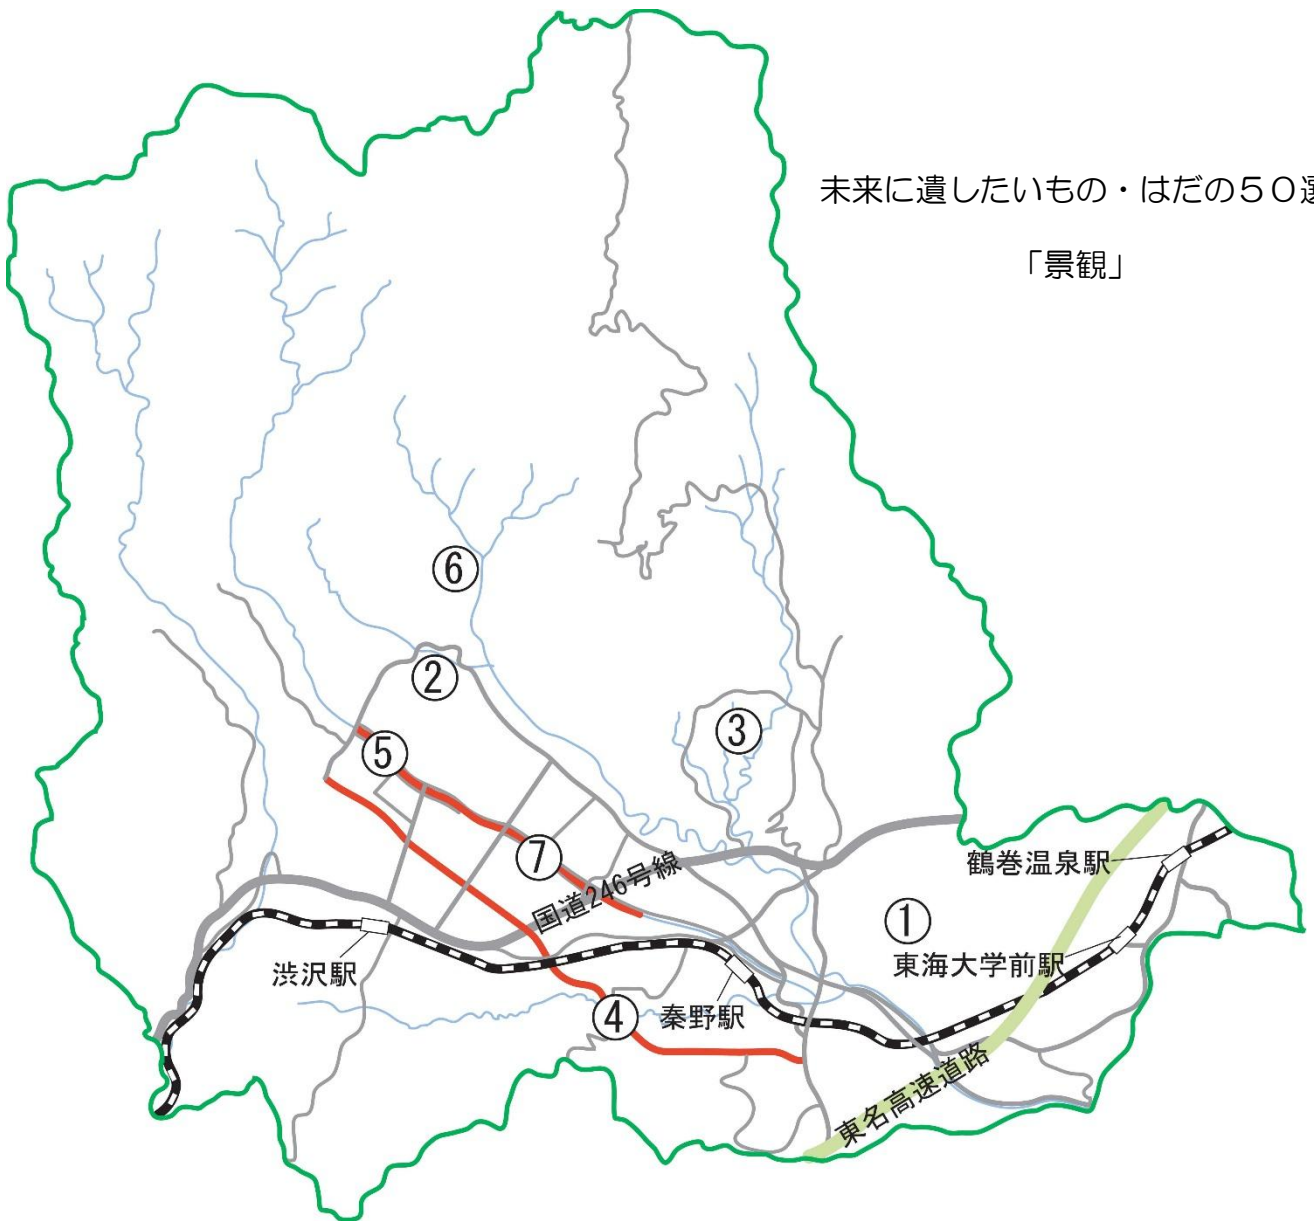 未来に遺したいもの・はだの50選
「景観」
⑥
②
③
⑤
⑦
国道246号線
鶴巻温泉駅
①
東海大学前駅
渋沢駅
秦野駅
④
東名高速道路